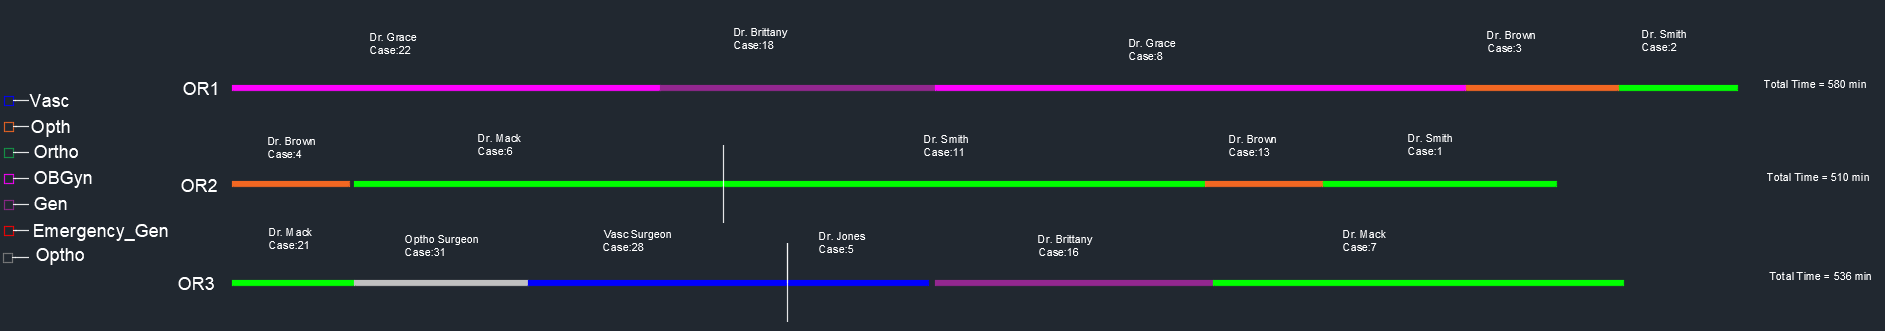 Vasc
Opth
Ortho
OBGyn
Gen
Emergency_Gen
Optho
OR1
Dr. Grace
Case:22
Dr. Brittany
Case:18
Dr. Grace
Case:8
Dr. Brown
Case:3
Dr. Smith
Case:2
Total Time = 580 min
OR2
Dr. Brown
Case:4
Dr. Mack
Case:6
Dr. Smith
Case:11
Dr. Brown
Case:13
Dr. Smith
Case:1
Total Time = 510 min
OR3
Dr. Mack
Case:21
Optho Surgeon
Case:31
Vasc Surgeon
Case:28
Dr. Jones
Case:5
Dr. Brittany
Case:16
Dr. Mack
Case:7
Total Time = 536 min